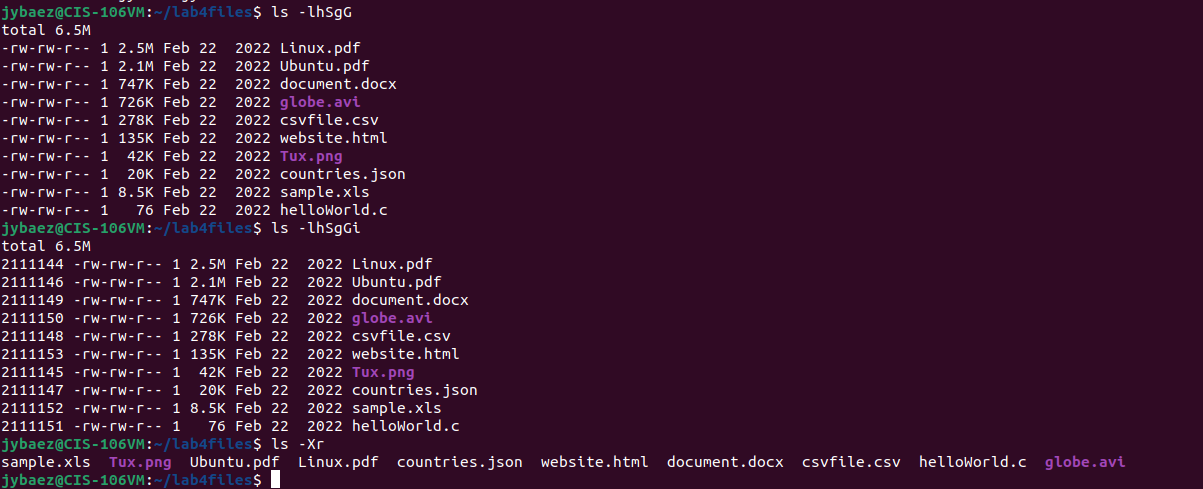 jybaez@CIS-106VM:~/lab4files$ ls -lhSgG
total 6.5M
-rw-rw-r-- 1 2.5M Feb 22  2022 Linux.pdf
-rw-rw-r-- 1 2.1M Feb 22  2022 Ubuntu.pdf
-rw-rw-r-- 1 747K Feb 22  2022 document.docx
-rw-rw-r-- 1 726K Feb 22  2022 globe.avi
-rw-rw-r-- 1 278K Feb 22  2022 csvfile.csv
-rw-rw-r-- 1 135K Feb 22  2022 website.html
-rw-rw-r-- 1  42K Feb 22  2022 Tux.png
-rw-rw-r-- 1  20K Feb 22  2022 countries.json
-rw-rw-r-- 1 8.5K Feb 22  2022 sample.xls
-rw-rw-r-- 1   76 Feb 22  2022 helloWorld.c
jybaez@CIS-106VM:~/lab4files$ ls -lhSgGi
total 6.5M
2111144 -rw-rw-r-- 1 2.5M Feb 22  2022 Linux.pdf
2111146 -rw-rw-r-- 1 2.1M Feb 22  2022 Ubuntu.pdf
2111149 -rw-rw-r-- 1 747K Feb 22  2022 document.docx
2111150 -rw-rw-r-- 1 726K Feb 22  2022 globe.avi
2111148 -rw-rw-r-- 1 278K Feb 22  2022 csvfile.csv
2111153 -rw-rw-r-- 1 135K Feb 22  2022 website.html
2111145 -rw-rw-r-- 1  42K Feb 22  2022 Tux.png
2111147 -rw-rw-r-- 1  20K Feb 22  2022 countries.json
2111152 -rw-rw-r-- 1 8.5K Feb 22  2022 sample.xls
2111151 -rw-rw-r-- 1   76 Feb 22  2022 helloWorld.c
jybaez@CIS-106VM:~/lab4files$ ls -Xr
sample.xls  Tux.png  Ubuntu.pdf  Linux.pdf  countries.json  website.html  document.docx  csvfile.csv  helloWorld.c  globe.avi
jybaez@CIS-106VM:~/lab4files$